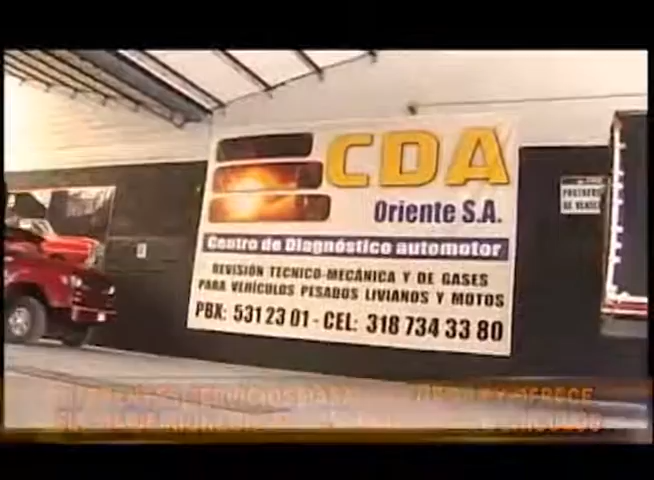 CDA
Oriente S.A.
Centro de Diagnóstico automotor
REVISIÓN TECNICO-MECÁNICA Y DE GASES
PARA VEHÍCULOS PESADOS LIVIANOS Y MOTOS
PBX: 531 23 01 - CEL: 318 734 33 80